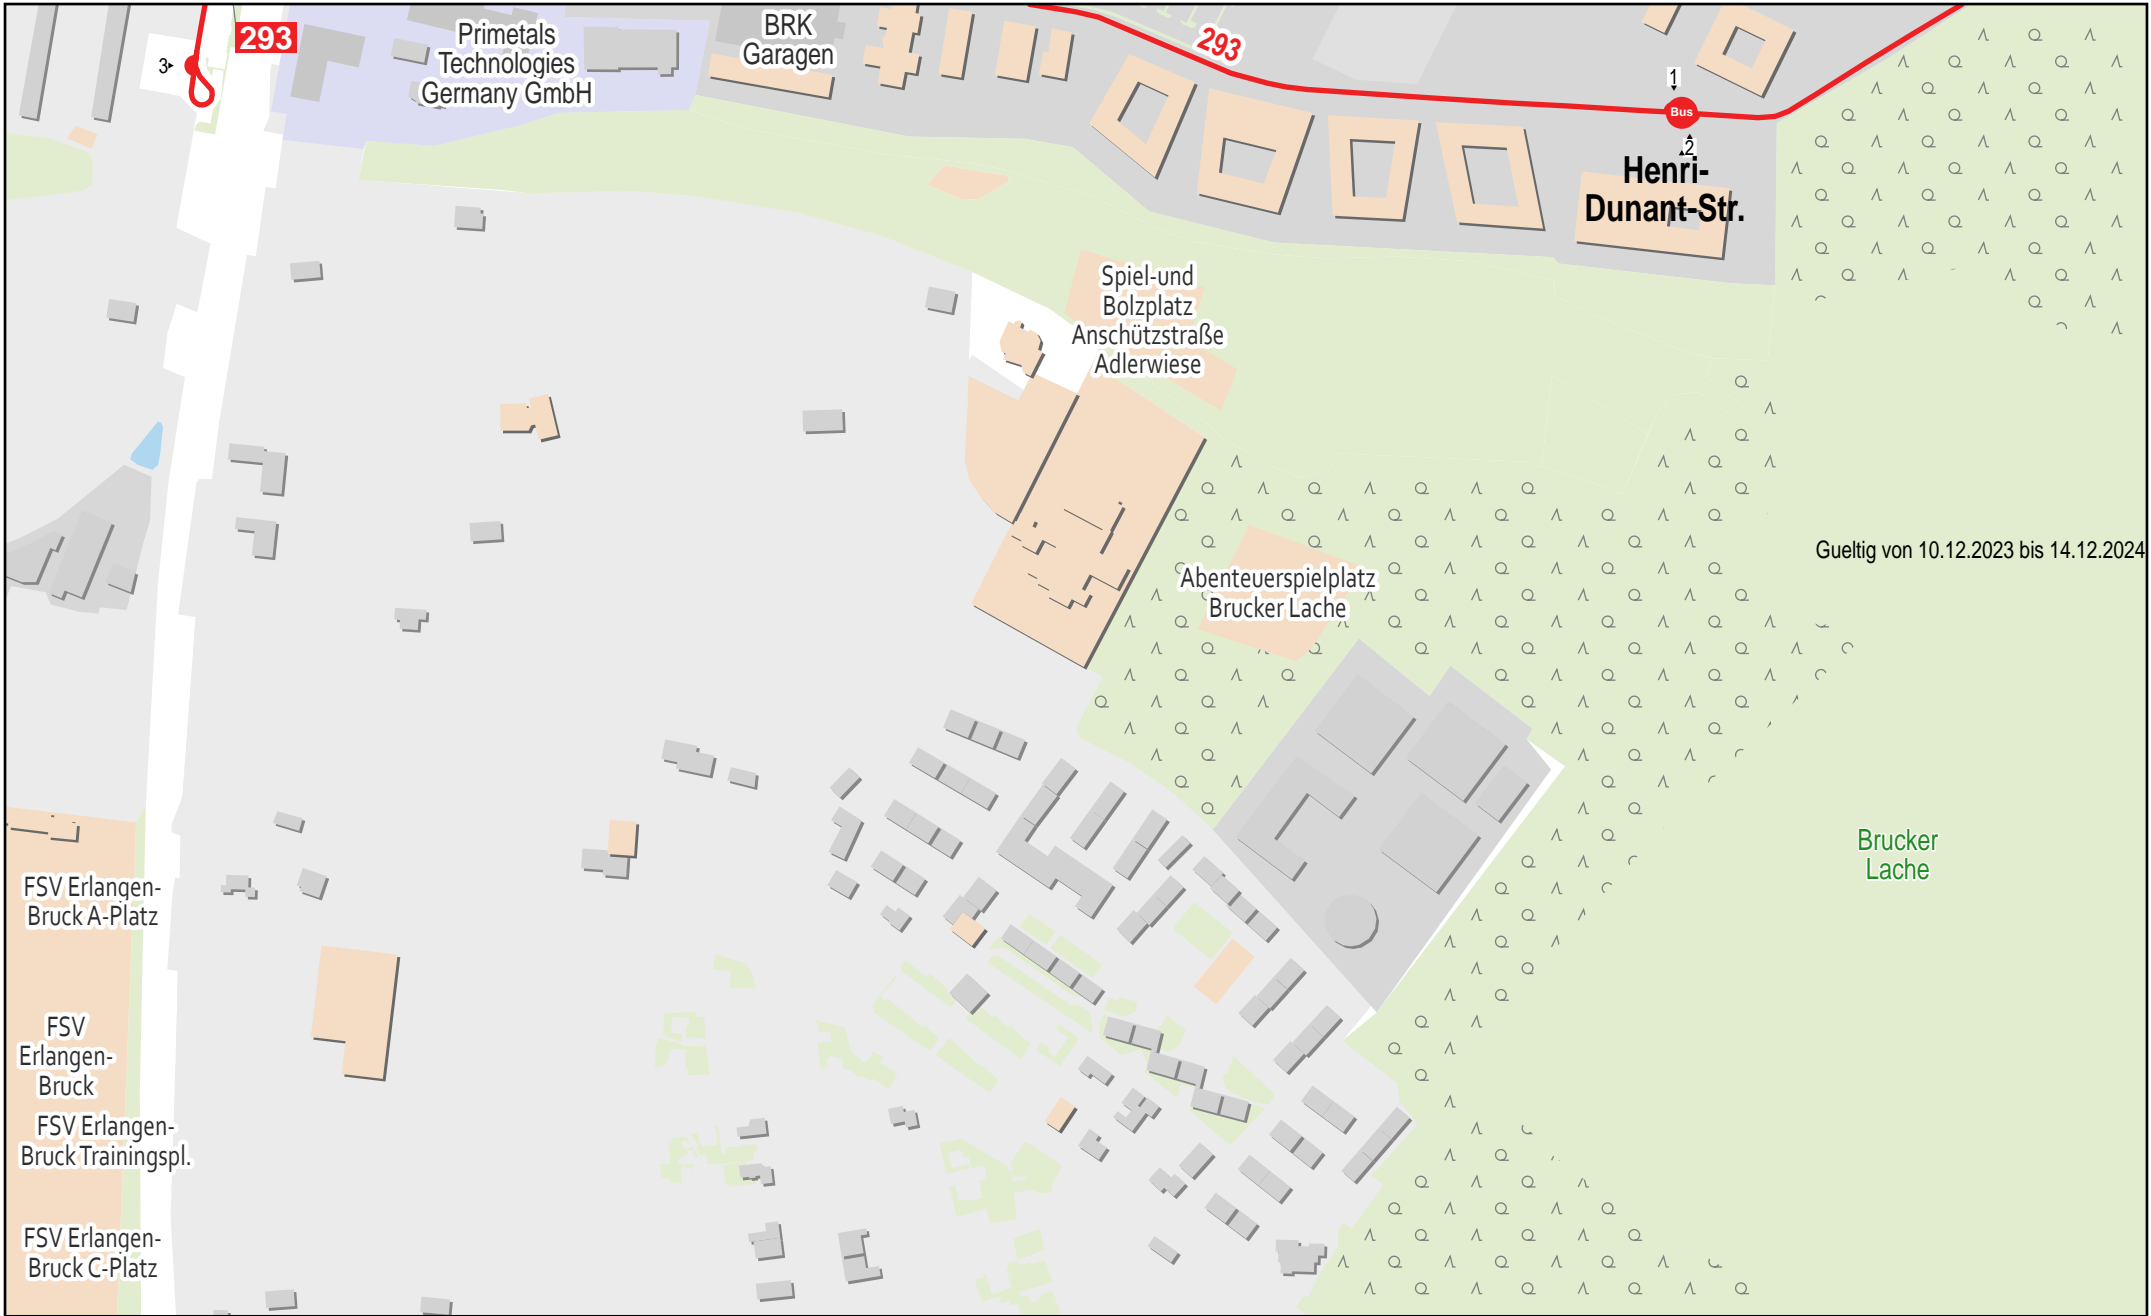 293
3
Primetals
Technologies
Germany GmbH
BRK
Garagen
293
1
Bus
2
Henri-
Dunant-Str.
Spiel-und
Bolzplatz
Anschützstraße
Adlerwiese
Gueltig von 10.12.2023 bis 14.12.2024
Abenteuerspielplatz
Brucker Lache
Brucker
Lache
FSV Erlangen-
Bruck A-Platz
FSV
Erlangen-
Bruck
FSV Erlangen-
Bruck Trainingspl.
FSV Erlangen-
Bruck C-Platz